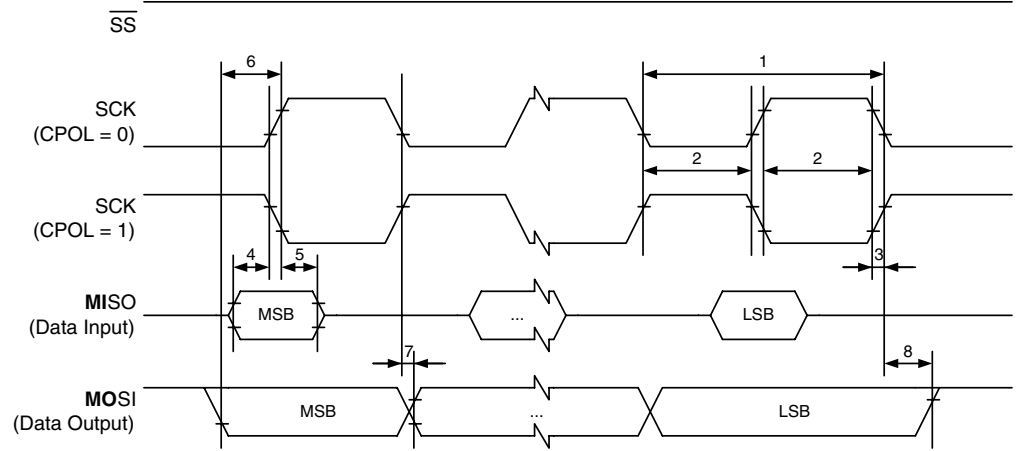 SS
6
1
SCK
(CPOL = 0)
2
2
SCK
(CPOL = 1)
4
5
3
MISO
(Data Input)
MSB
...
LSB
7
8
MOSI
(Data Output)
MSB
...
LSB